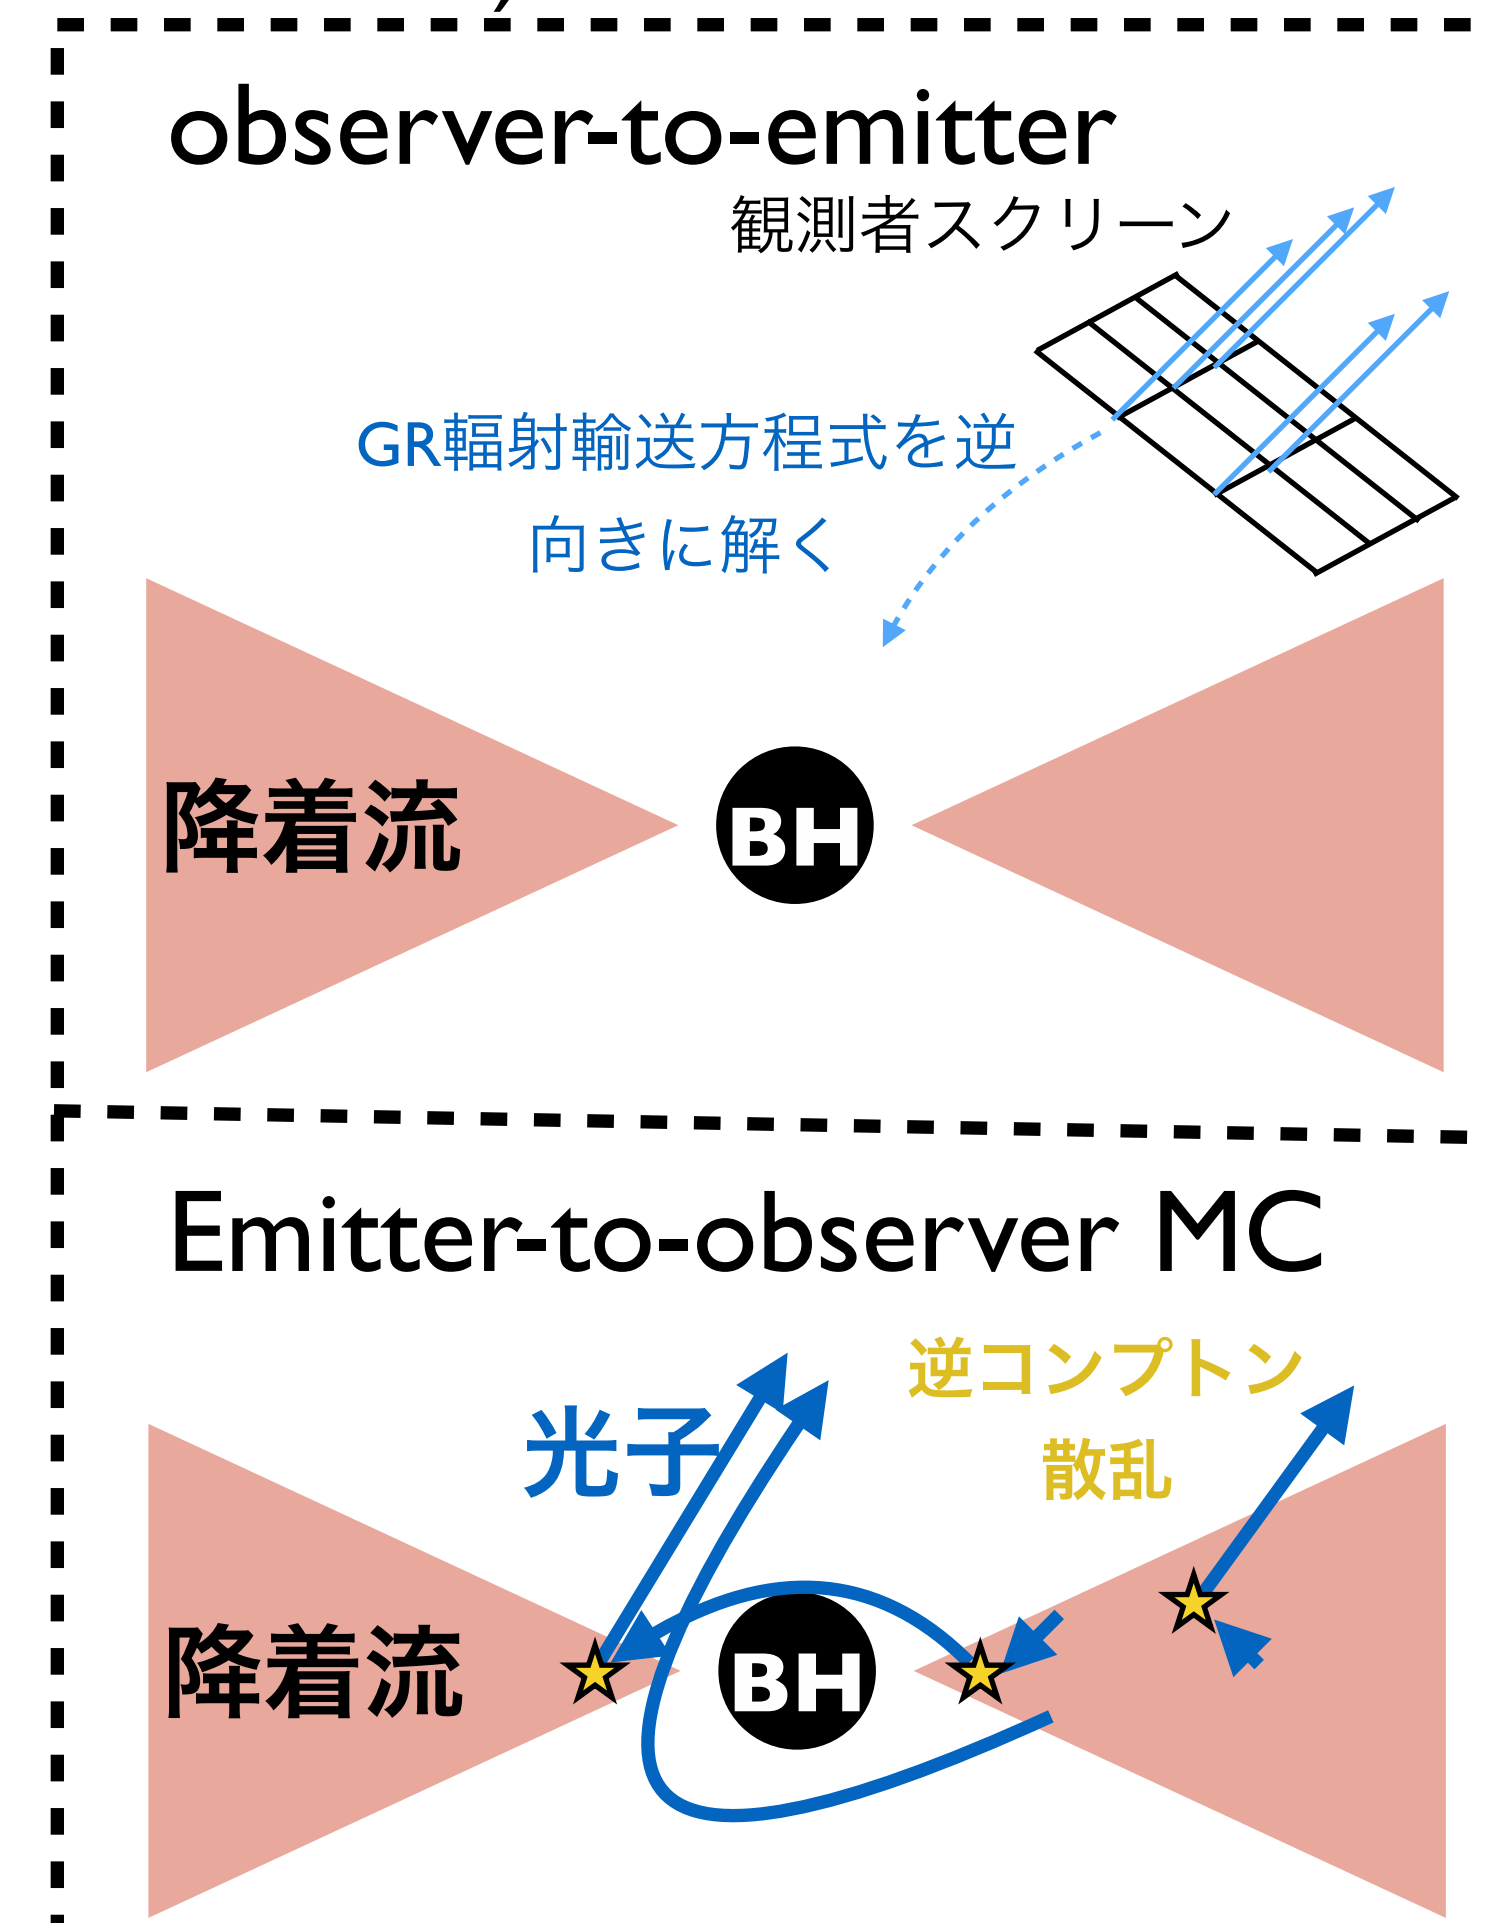 observer-to-emitter
観測者スクリーン
GR輻射輸送方程式を逆
向きに解く
降着流
BH
Emitter-to-observer MC
逆コンプトン
散乱
光子
降着流
BH